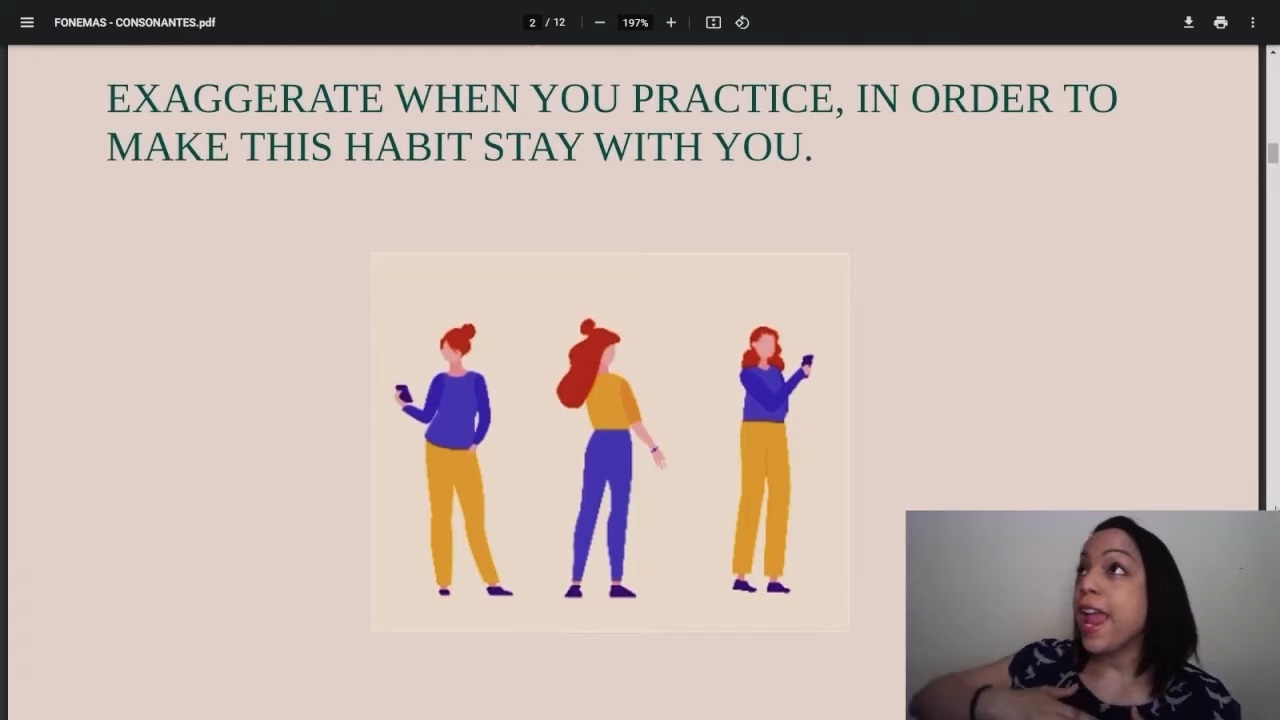 FONEMAS - CONSONANTES.pdf
2 / 12
197%
EXAGGERATE WHEN YOU PRACTICE, IN ORDER TO
MAKE THIS HABIT STAY WITH YOU.